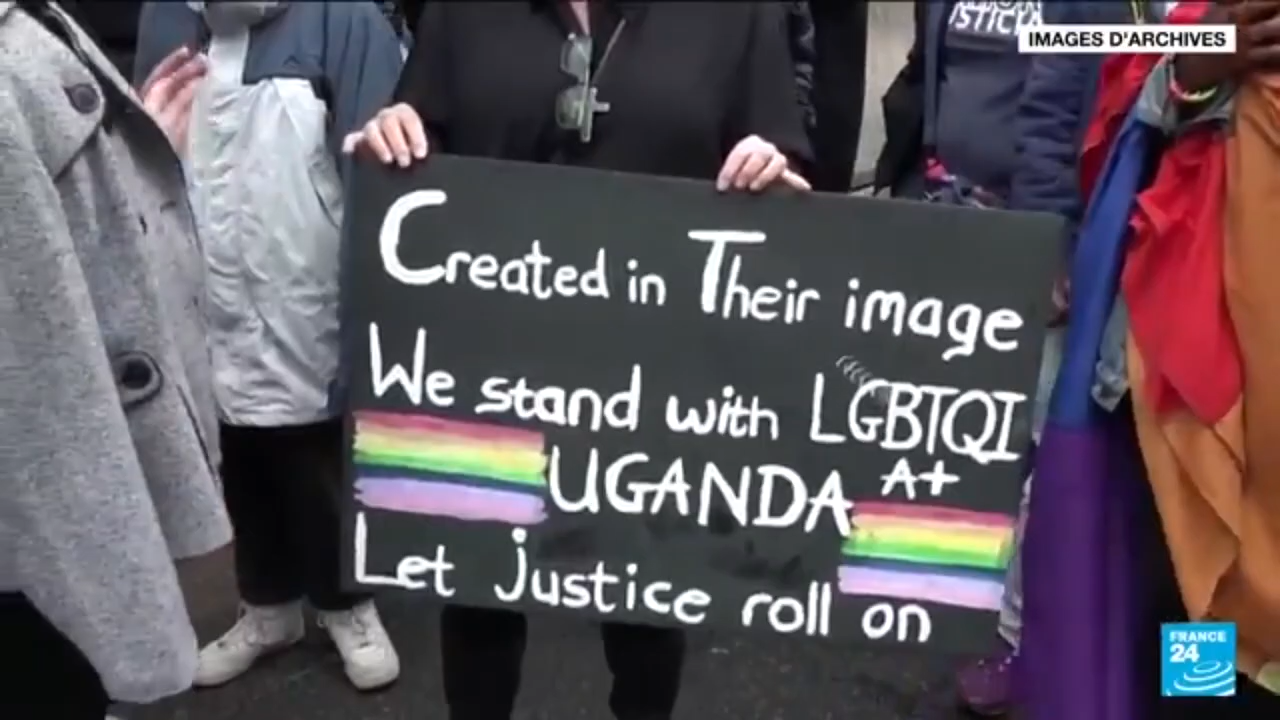 IMAGES D'ARCHIVES
Created in Their image
We stand with LGBTQI
A+
UGANDA
Let justice roll on
FRANCE
24